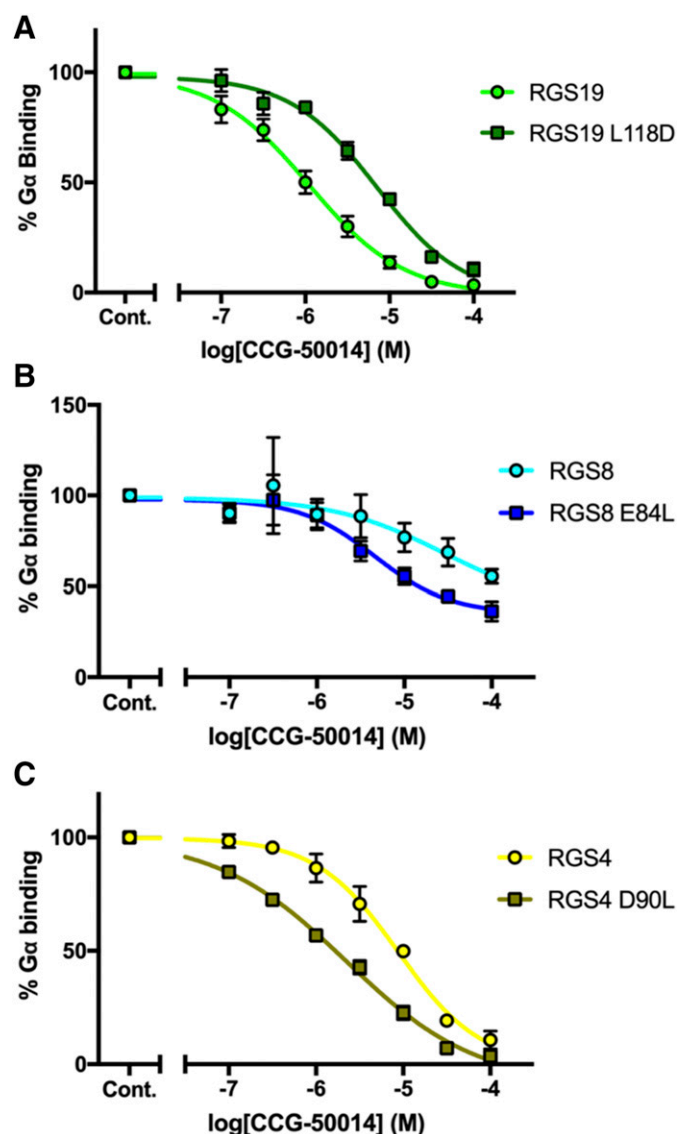 A
% Gα Binding
100
50
0
Cont.
-7
-6
-5
-4
log[CCG-50014] (M)
RGS19
RGS19 L118D
B
% Gα binding
150
100
50
0
Cont.
-7
-6
-5
-4
log[CCG-50014] (M)
RGS8
RGS8 E84L
C
% Gα binding
100
50
0
Cont.
-7
-6
-5
-4
log[CCG-50014] (M)
RGS4
RGS4 D90L